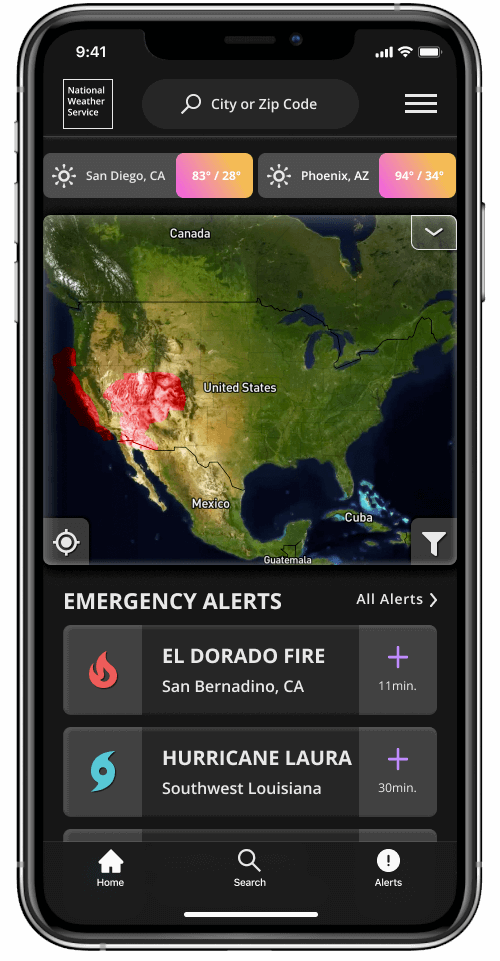 9:41
National
Weather
Service
City or Zip Code
San Diego, CA
83° / 28°
Phoenix, AZ
94° / 34°
Canada
United States
Mexico
Cuba
Guatemala
EMERGENCY ALERTS
All Alerts
EL DORADO FIRE
San Bernadino, CA
11min.
HURRICANE LAURA
Southwest Louisiana
30min.
Home
Search
Alerts